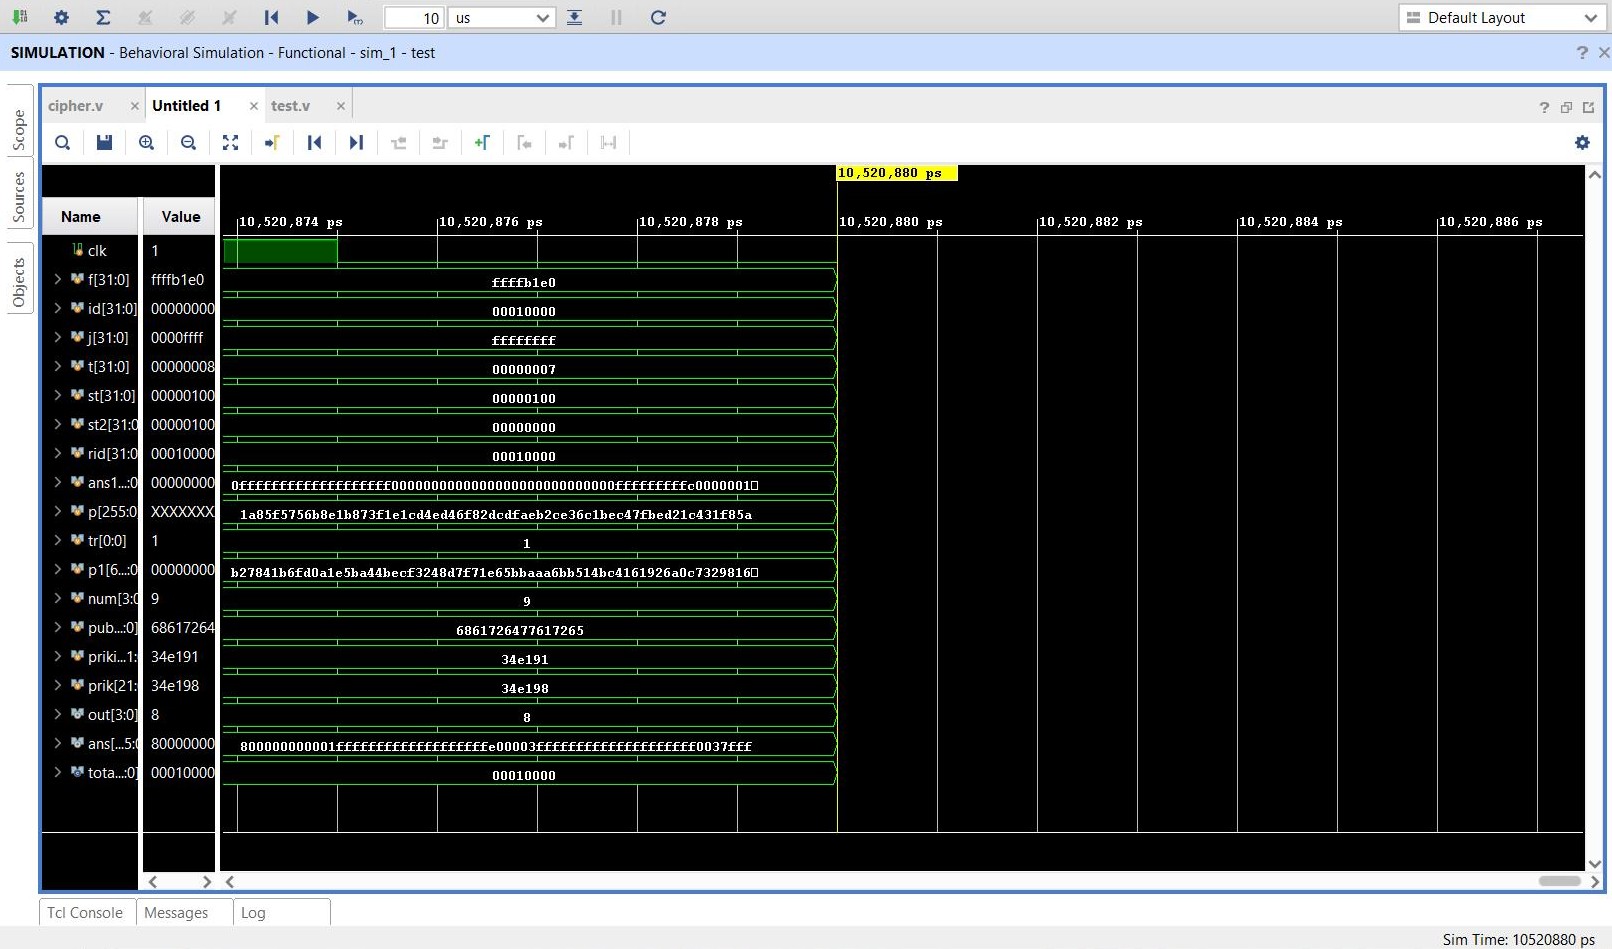 10 us
Default Layout
SIMULATION - Behavioral Simulation - Functional - sim_1 - test
cipher.v
Untitled 1
test.v
Scope
Sources
Objects
10,520,880 ps
Name Value
10,520,874 ps 10,520,876 ps 10,520,878 ps 10,520,880 ps 10,520,882 ps 10,520,884 ps 10,520,886 ps
clk 1
f[31:0] ffffb1e0 ffffb1e0
id[31:0] 00000000 00010000
j[31:0] 0000ffff ffffffff
t[31:0] 00000008 00000007
st[31:0] 00000100 00000100
st2[31:0 00000100 00000000
rid[31:0 00010000 00010000
ans1...:0 00000000
p[255:0 XXXXXXX 1a85f5756b8e1b873f1e1cd4ed46f82dcdfaeb2ce36c1bec47fbed21c431f85a
tr[0:0] 1 1
p1[6...:0 00000000 b27841b6fd0a1e5ba44becf3248d7f71e65bbaaa6bb514bc4161926a0c7329816
num[3:0 9 9
pub...:0] 68617264 6861726477617265
priki...1: 34e191 34e191
prik[21: 34e198 34e198
out[3:0] 8 8
ans[...5:0 80000000
tota...:0] 00010000 00010000
Tcl Console Messages Log
Sim Time: 10520880 ps